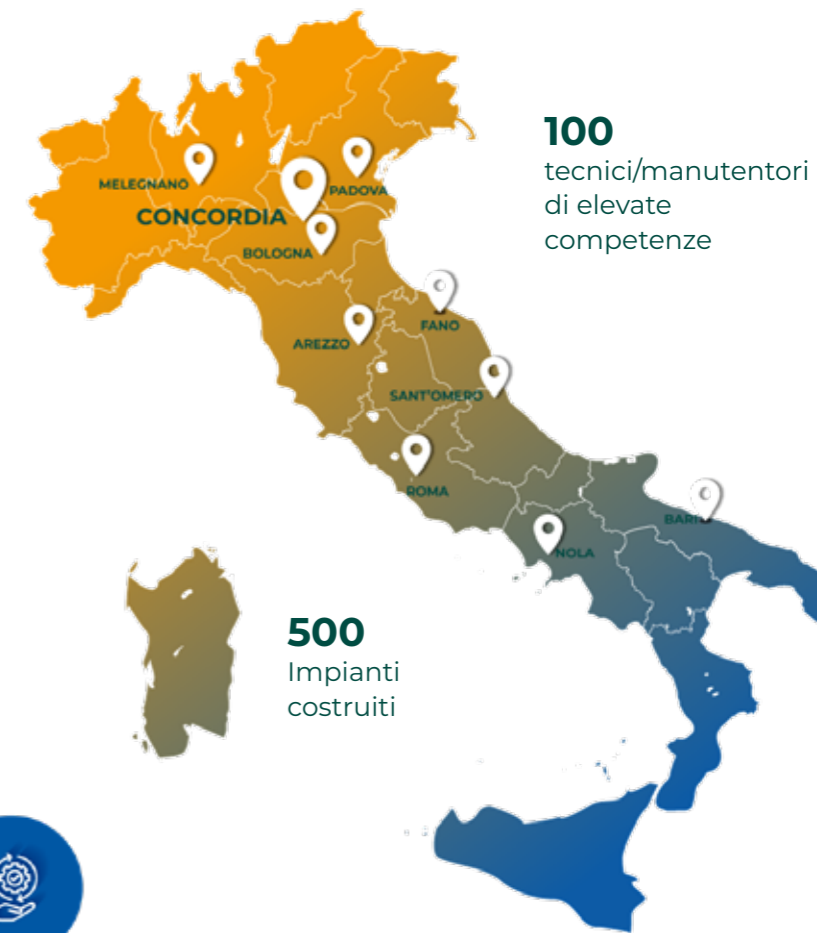 100
tecnici/manutentori
di elevate
competenze
MELEGNANO
PADOVA
CONCORDIA
BOLOGNA
FANO
AREZZO
SANT'OMERO
ROMA
BARI
NOLA
500
Impianti
costruiti